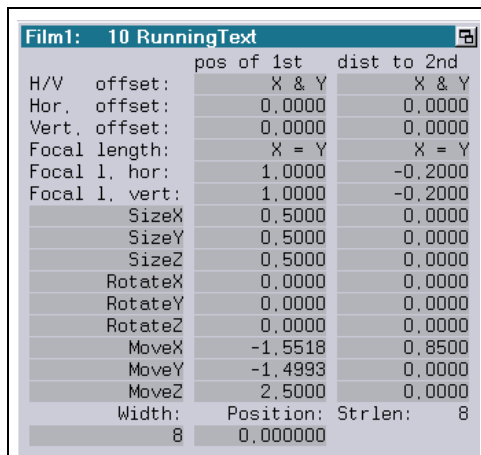 Film1: 10 RunningText
pos of 1st dist to 2nd
H/V offset: X & Y X & Y
Hor. offset: 0.0000 0.0000
Vert. offset: 0.0000 0.0000
Focal length: X = Y X = Y
Focal l. hor: 1.0000 -0.2000
Focal l. vert: 1.0000 -0.2000
SizeX 0.5000 0.0000
SizeY 0.5000 0.0000
SizeZ 0.5000 0.0000
RotateX 0.0000 0.0000
RotateY 0.0000 0.0000
RotateZ 0.0000 0.0000
MoveX -1.5518 0.8500
MoveY -1.4993 0.0000
MoveZ 2.5000 0.0000
Width: Position: Strlen: 8
8 0.000000